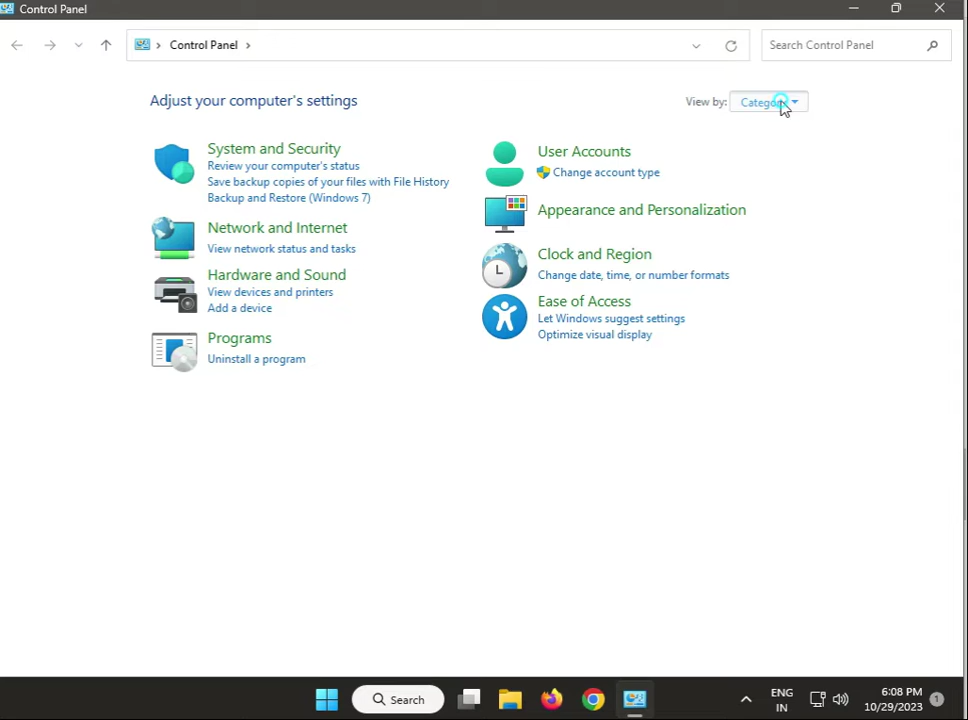 Control Panel
Control Panel
Search Control Panel
Adjust your computer's settings
View by:
Category
System and Security
Review your computer's status
Save backup copies of your files with File History
Backup and Restore (Windows 7)
Network and Internet
View network status and tasks
Hardware and Sound
View devices and printers
Add a device
Programs
Uninstall a program
User Accounts
Change account type
Appearance and Personalization
Clock and Region
Change date, time, or number formats
Ease of Access
Let Windows suggest settings
Optimize visual display
Search
ENG
IN
6:08 PM
10/29/2023
1